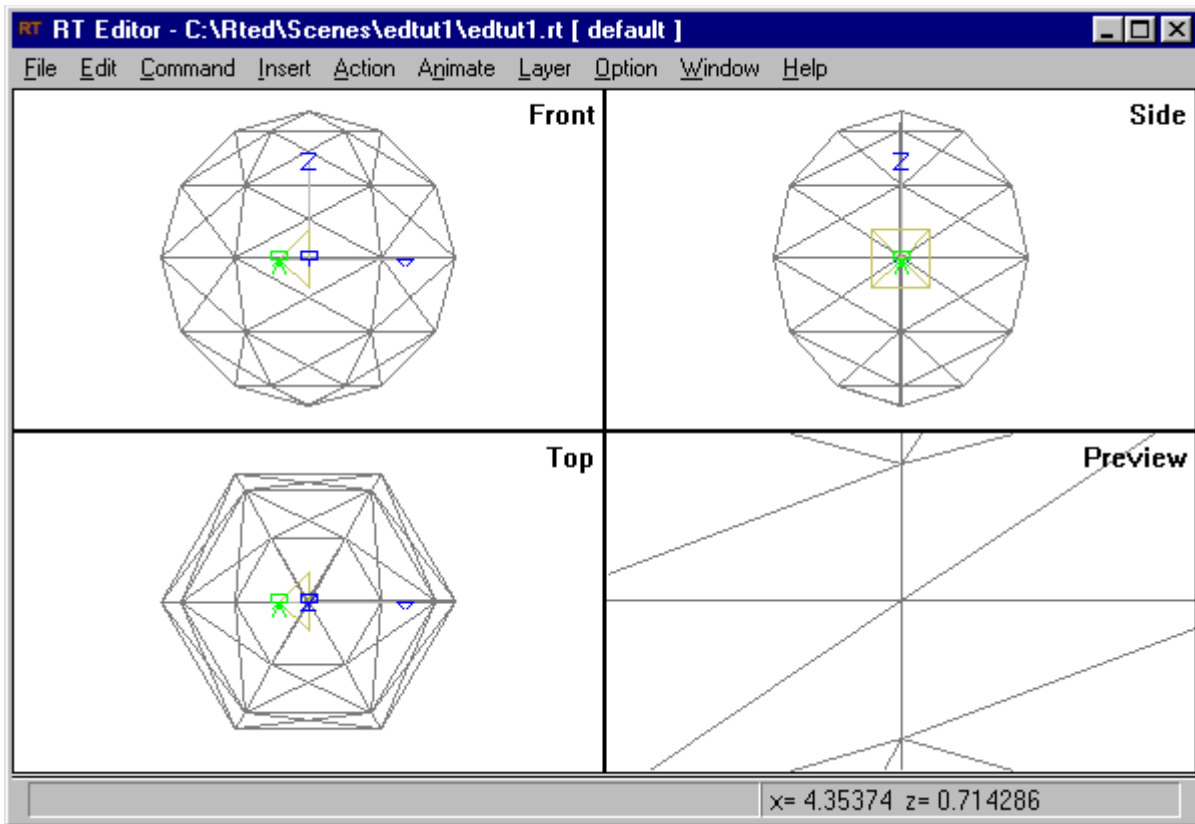 RT RT Editor - C:\Rted\Scenes\edtut1\edtut1.rt [ default ]
File Edit Command Insert Action Animate Layer Option Window Help
Front
Z
Side
Z
Top
Z
Preview
x= 4.35374 z= 0.714286